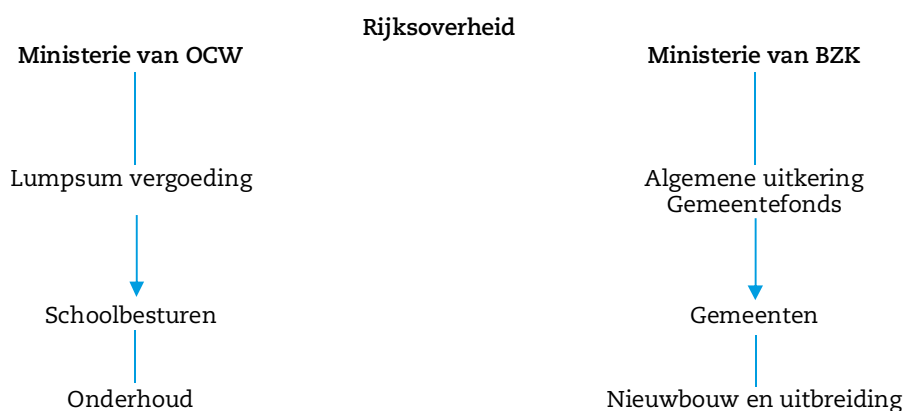 Rijksoverheid
Ministerie van OCW
Ministerie van BZK
Lumpsum vergoeding
Algemene uitkering
Gemeentefonds
Schoolbesturen
Gemeenten
Onderhoud
Nieuwbouw en uitbreiding